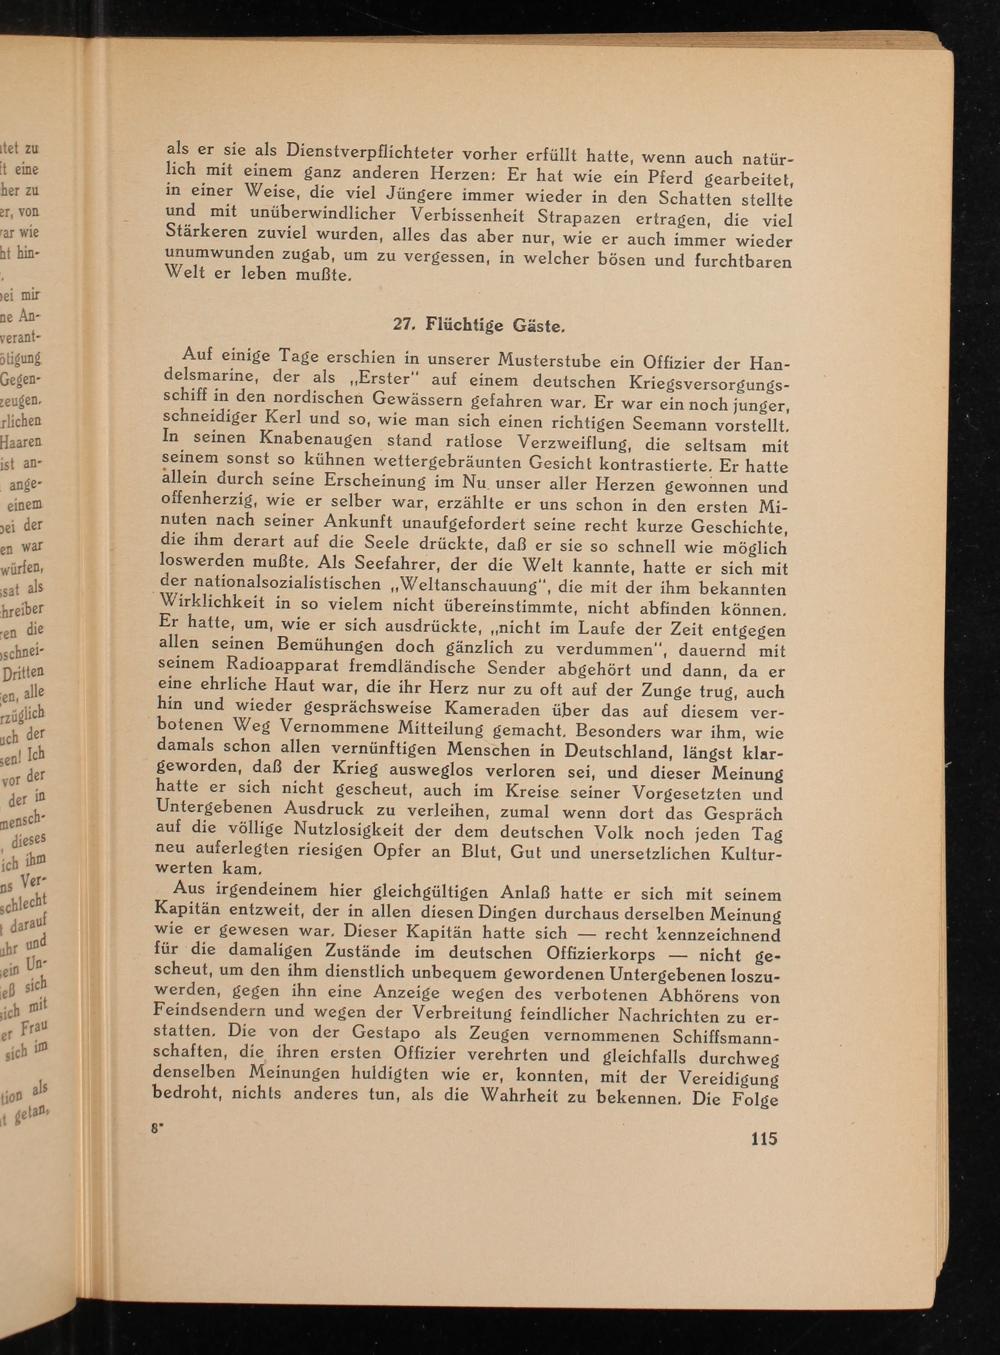 als er sie als Dienstverpflichteter vorher erfüllt hatte, wenn auch natür-
lich mit einem ganz anderen Herzen: Er hat wie ein Pferd gearbeitet,
in einer Weise, die viel Jüngere immer wieder in den Schatten stellte
und mit unüberwindlicher Verbissenheit Strapazen ertragen, die viel
Stärkeren zuviel wurden, alles das aber nur, wie er auch immer wieder
unumwunden zugab, um zu vergessen, in welcher bösen und furchtbaren
Welt er leben mußte.
27. Flüchtige Gäste.
Auf einige Tage erschien in unserer Musterstube ein Offizier der Han-
delsmarine, der als „Erster" auf einem deutschen Kriegsversorgungs-
schiff in den nordischen Gewässern gefahren war. Er war ein noch junger,
schneidiger Kerl und so, wie man sich einen richtigen Seemann vorstellt.
In seinen Knabenaugen stand ratlose Verzweiflung, die seltsam mit
seinem sonst so kühnen wettergebräunten Gesicht kontrastierte. Er hatte
allein durch seine Erscheinung im Nu unser aller Herzen gewonnen und
offenherzig, wie er selber war, erzählte er uns schon in den ersten Mi-
nuten nach seiner Ankunft unaufgefordert seine recht kurze Geschichte,
die ihm derart auf die Seele drückte, daß er sie so schnell wie möglich
loswerden mußte. Als Seefahrer, der die Welt kannte, hatte er sich mit
der nationalsozialistischen „Weltanschauung", die mit der ihm bekannten
Wirklichkeit in so vielem nicht übereinstimmte, nicht abfinden können.
Er hatte, um, wie er sich ausdrückte, „nicht im Laufe der Zeit entgegen
allen seinen Bemühungen doch gänzlich zu verdummen", dauernd mit
seinem Radioapparat fremdländische Sender abgehört und dann, da er
eine ehrliche Haut war, die ihr Herz nur zu oft auf der Zunge trug, auch
hin und wieder gesprächsweise Kameraden über das auf diesem ver-
botenen Weg Vernommene Mitteilung gemacht. Besonders war ihm, wie
damals schon allen vernünftigen Menschen in Deutschland, längst klar-
geworden, daß der Krieg ausweglos verloren sei, und dieser Meinung
hatte er sich nicht gescheut, auch im Kreise seiner Vorgesetzten und
Untergebenen Ausdruck zu verleihen, zumal wenn dort das Gespräch
auf die völlige Nutzlosigkeit der dem deutschen Volk noch jeden Tag
neu auferlegten riesigen Opfer an Blut, Gut und unersetzlichen Kultur-
werten kam.
Aus irgendeinem hier gleichgültigen Anlaß hatte er sich mit seinem
Kapitän entzweit, der in allen diesen Dingen durchaus derselben Meinung
wie er gewesen war. Dieser Kapitän hatte sich — recht kennzeichnend
für die damaligen Zustände im deutschen Offizierkorps — nicht ge-
scheut, um den ihm dienstlich unbequem gewordenen Untergebenen loszu-
werden, gegen ihn eine Anzeige wegen des verbotenen Abhörens von
Feindsendern und wegen der Verbreitung feindlicher Nachrichten zu er-
statten. Die von der Gestapo als Zeugen vernommenen Schiffsmann-
schaften, die ihren ersten Offizier verehrten und gleichfalls durchweg
denselben Meinungen huldigten wie er, konnten, mit der Vereidigung
bedroht, nichts anderes tun, als die Wahrheit zu bekennen. Die Folge
8*
115